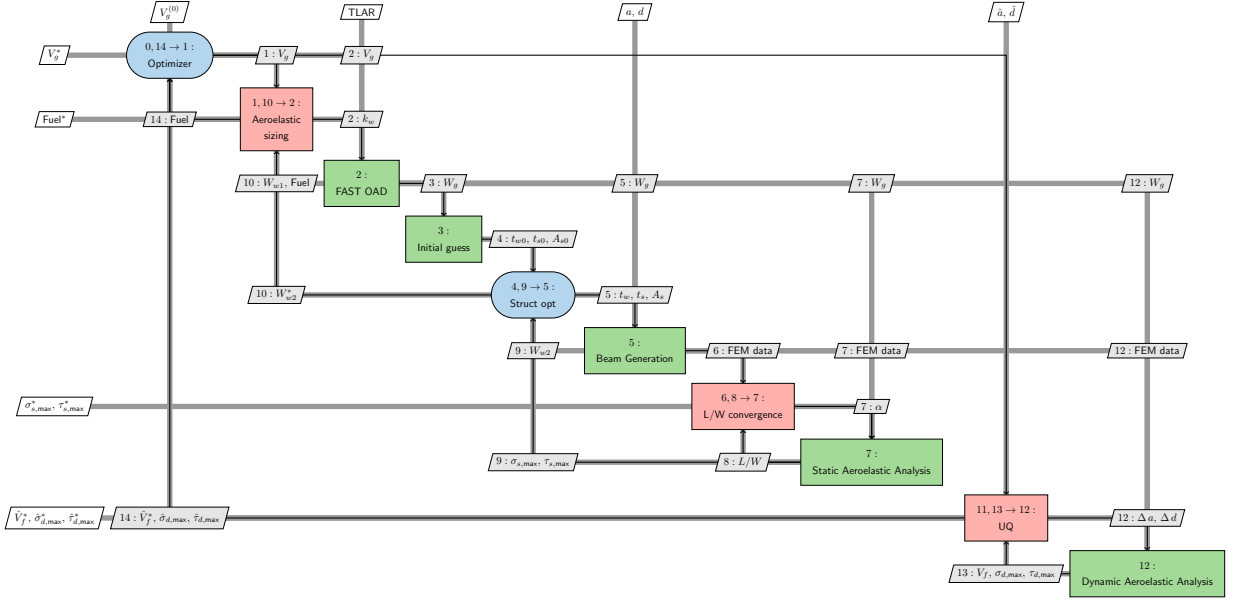 V_g^{(0)}
TLAR
a, d
â, d̂
V_g^*
0, 14 → 1 :
Optimizer
1 : V_g
2 : V_g
Fuel*
14 : Fuel
1, 10 → 2 :
Aeroelastic
sizing
2 : k_w
10 : W_{w1}, Fuel
2 :
FAST OAD
3 : W_g
5 : W_g
7 : W_g
12 : W_g
3 :
Initial guess
4 : t_{w0}, t_{s0}, A_{s0}
10 : W_{w2}^*
4, 9 → 5 :
Struct opt
5 : t_w, t_s, A_s
9 : W_{w2}
5 :
Beam Generation
6 : FEM data
7 : FEM data
12 : FEM data
σ_{s,max}^*, τ_{s,max}^*
6, 8 → 7 :
L/W convergence
7 : α
9 : σ_{s,max}, τ_{s,max}
8 : L/W
7 :
Static Aeroelastic Analysis
V̂_f^*, σ̂_{d,max}^*, τ̂_{d,max}^*
14 : V̂_f^*, σ̂_{d,max}, τ̂_{d,max}
11, 13 → 12 :
UQ
12 : Δ a, Δ d
13 : V_f, σ_{d,max}, τ_{d,max}
12 :
Dynamic Aeroelastic Analysis